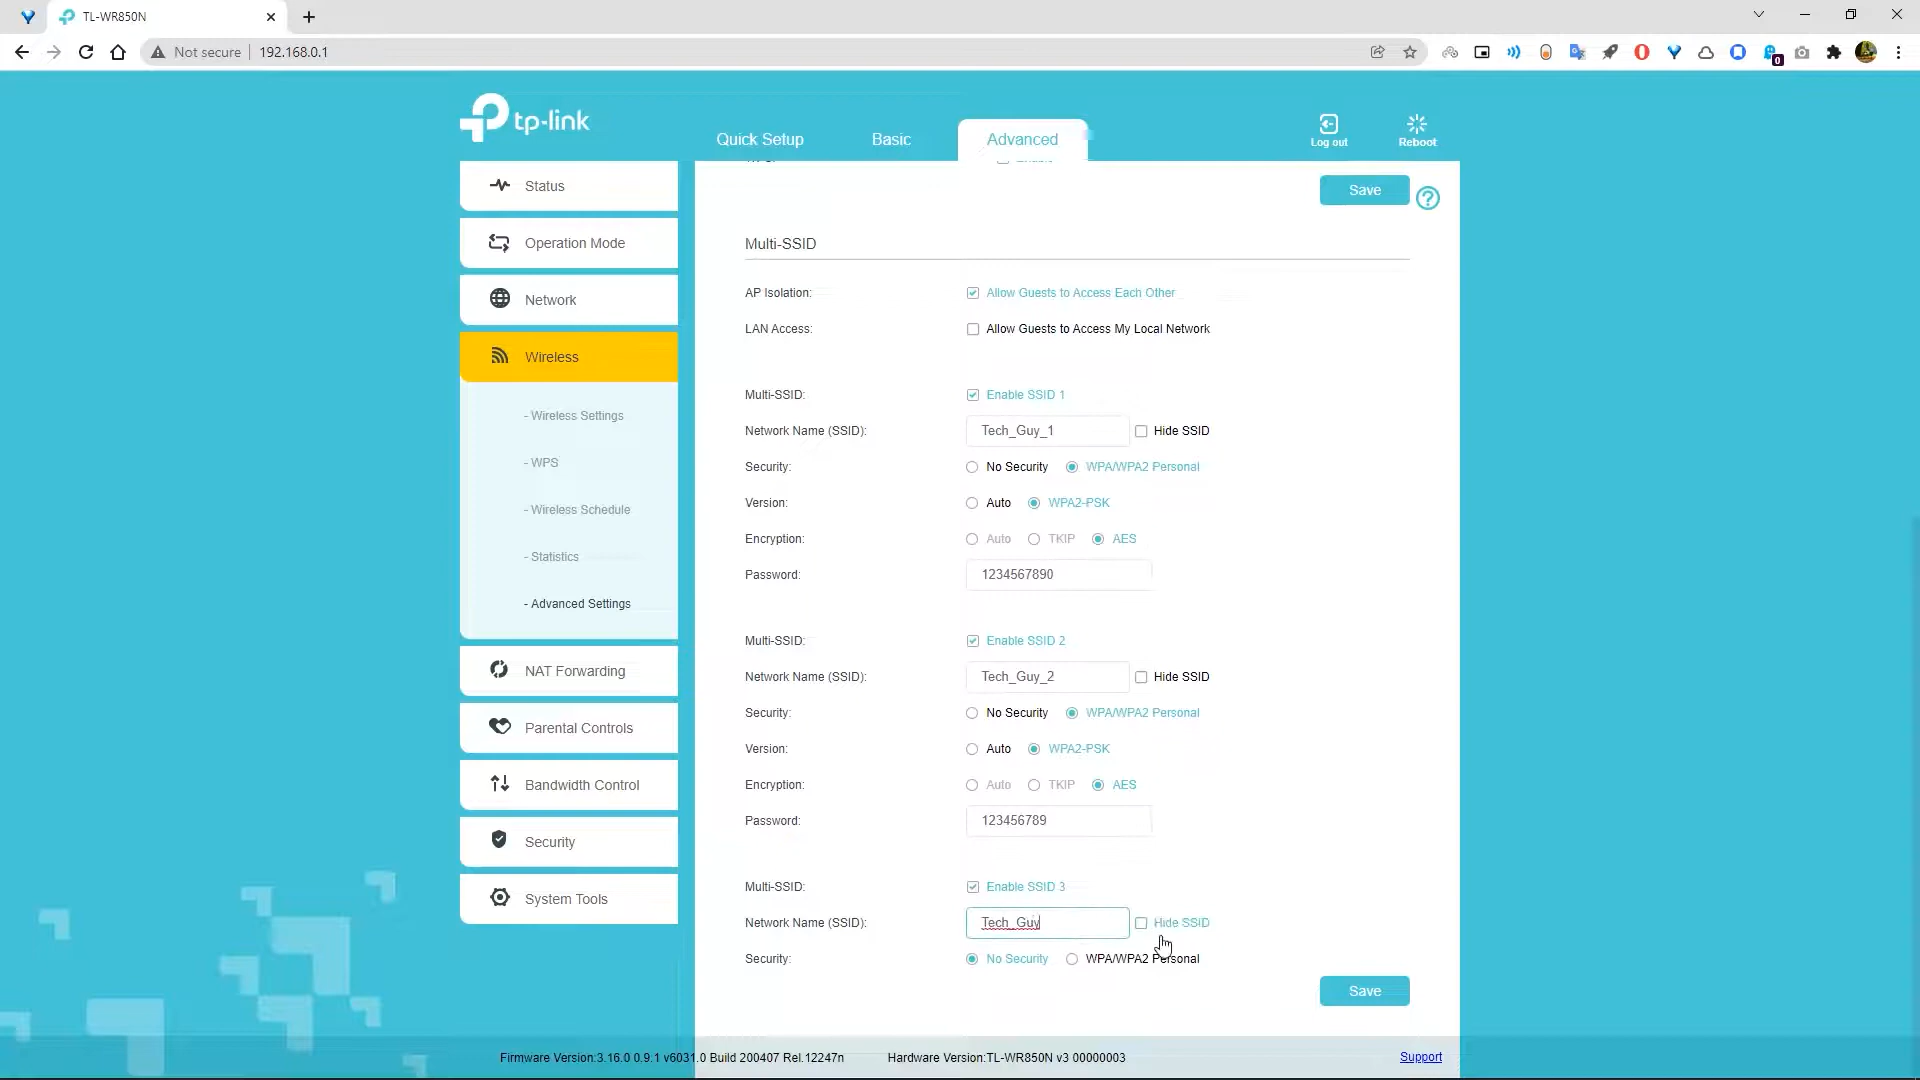 TL-WR850N
Not secure
192.168.0.1
0
tp-link
Quick Setup
Basic
Advanced
Log out
Reboot
Status
Operation Mode
Network
Wireless
- Wireless Settings
- WPS
- Wireless Schedule
- Statistics
- Advanced Settings
NAT Forwarding
Parental Controls
Bandwidth Control
Security
System Tools
Save
Multi-SSID
AP Isolation: Allow Guests to Access Each Other
LAN Access: Allow Guests to Access My Local Network
Multi-SSID: Enable SSID 1
Network Name (SSID): Tech_Guy_1 Hide SSID
Security: No Security WPA/WPA2 Personal
Version: Auto WPA2-PSK
Encryption: Auto TKIP AES
Password: 1234567890
Multi-SSID: Enable SSID 2
Network Name (SSID): Tech_Guy_2 Hide SSID
Security: No Security WPA/WPA2 Personal
Version: Auto WPA2-PSK
Encryption: Auto TKIP AES
Password: 123456789
Multi-SSID: Enable SSID 3
Network Name (SSID): Tech_Guy Hide SSID
Security: No Security WPA/WPA2 Personal
Save
Firmware Version:3.16.0 0.9.1 v6031.0 Build 200407 Rel.12247n Hardware Version:TL-WR850N v3 00000003 Support